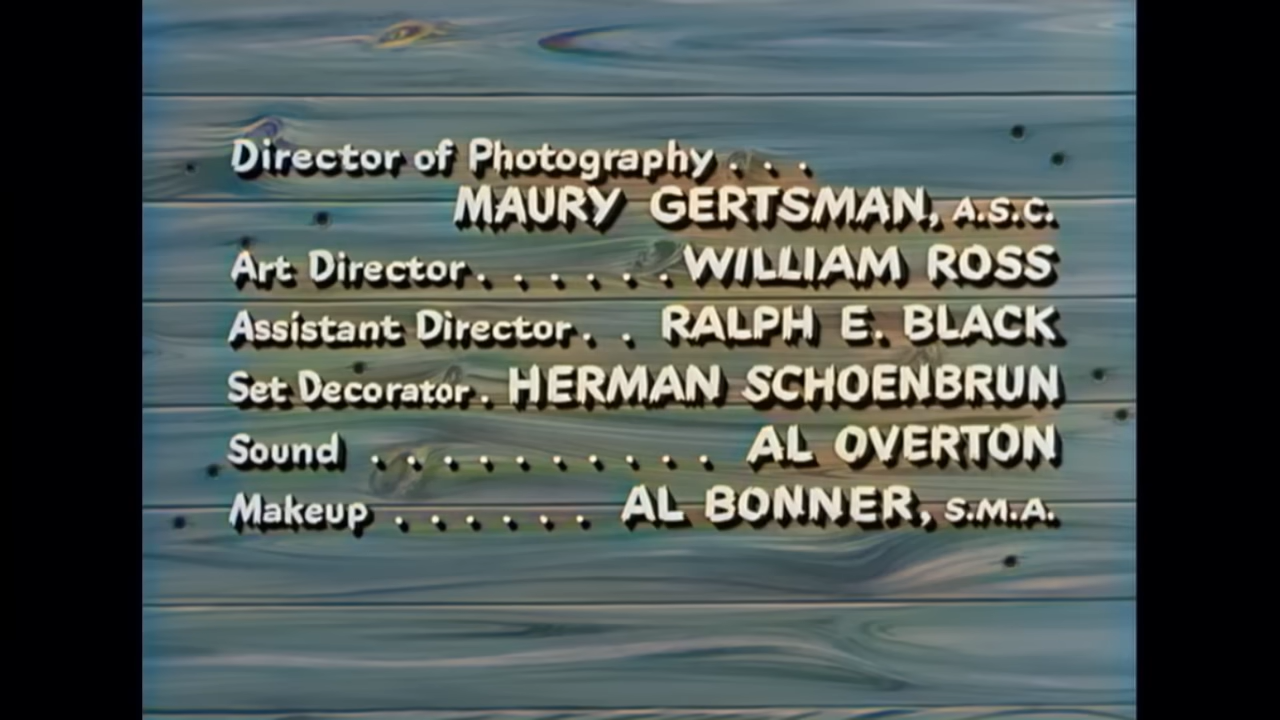 Director of Photography . . .
MAURY GERTSMAN, A.S.C.
Art Director . . . . . . WILLIAM ROSS
Assistant Director . . RALPH E. BLACK
Set Decorator . HERMAN SCHOENBRUN
Sound . . . . . . . . . . AL OVERTON
Makeup . . . . . . AL BONNER, S.M.A.